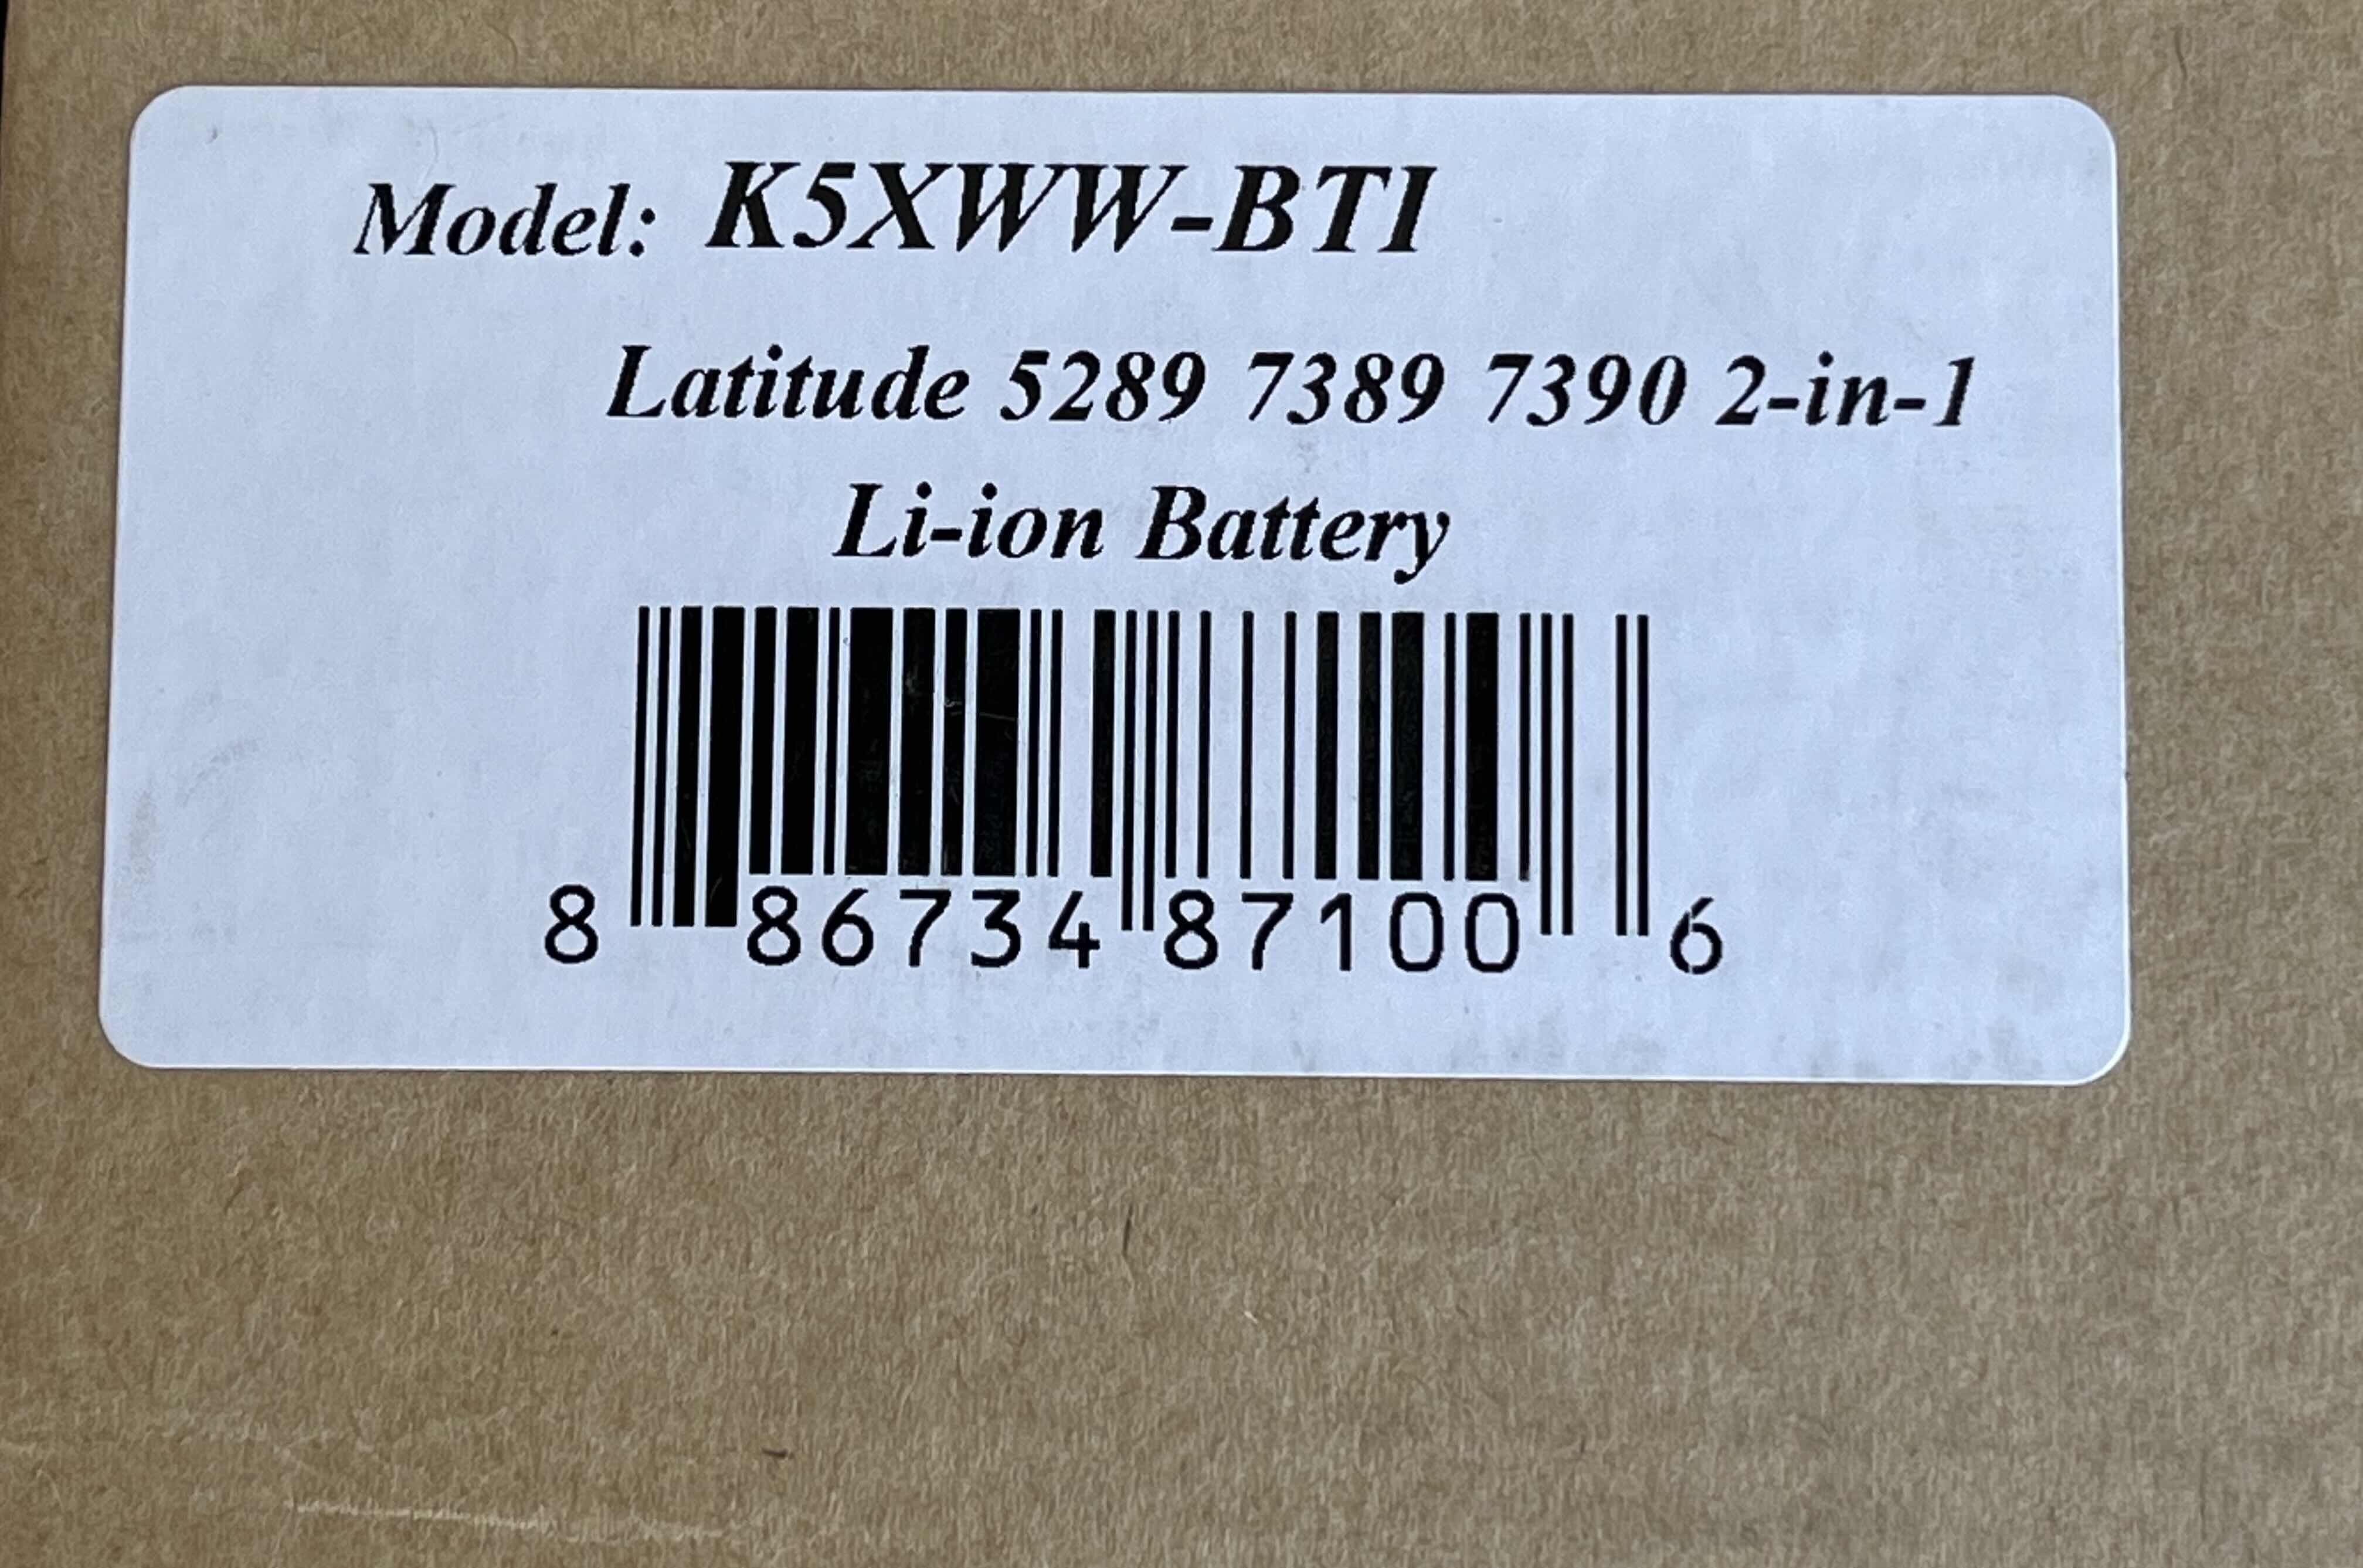 Model: K5XWW-BTI
Latitude 5289 7389 7390 2-in-1
Li-ion Battery
8 86734 87100 6